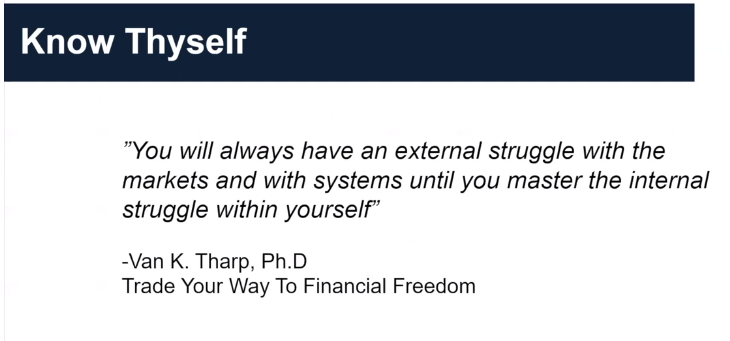 Know Thyself
”You will always have an external struggle with the
markets and with systems until you master the internal
struggle within yourself”
-Van K. Tharp, Ph.D
Trade Your Way To Financial Freedom